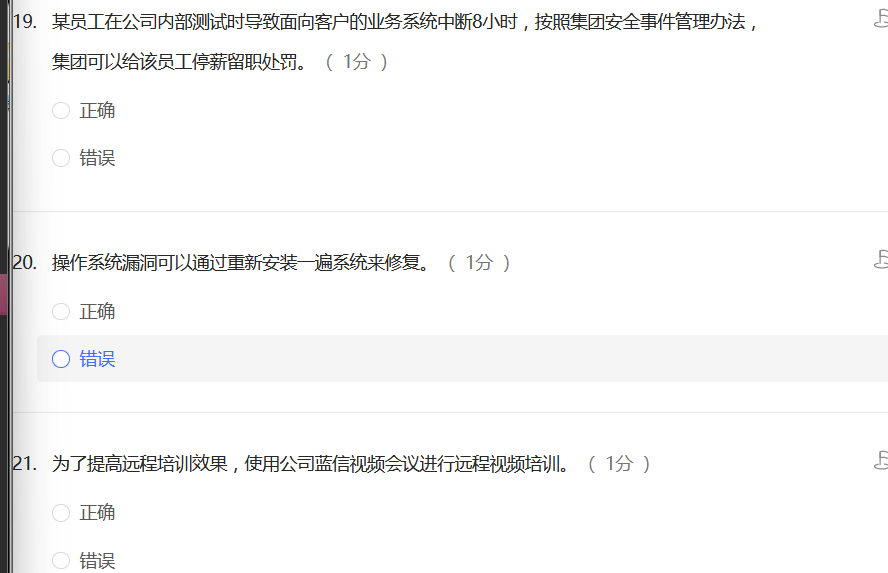 19. 某员工在公司内部测试时导致面向客户的业务系统中断8小时，按照集团安全事件管理办法，
集团可以给该员工停薪留职处罚。（ 1分 ）
正确
错误
20. 操作系统漏洞可以通过重新安装一遍系统来修复。（ 1分 ）
正确
错误
21. 为了提高远程培训效果，使用公司蓝信视频会议进行远程视频培训。（ 1分 ）
正确
错误